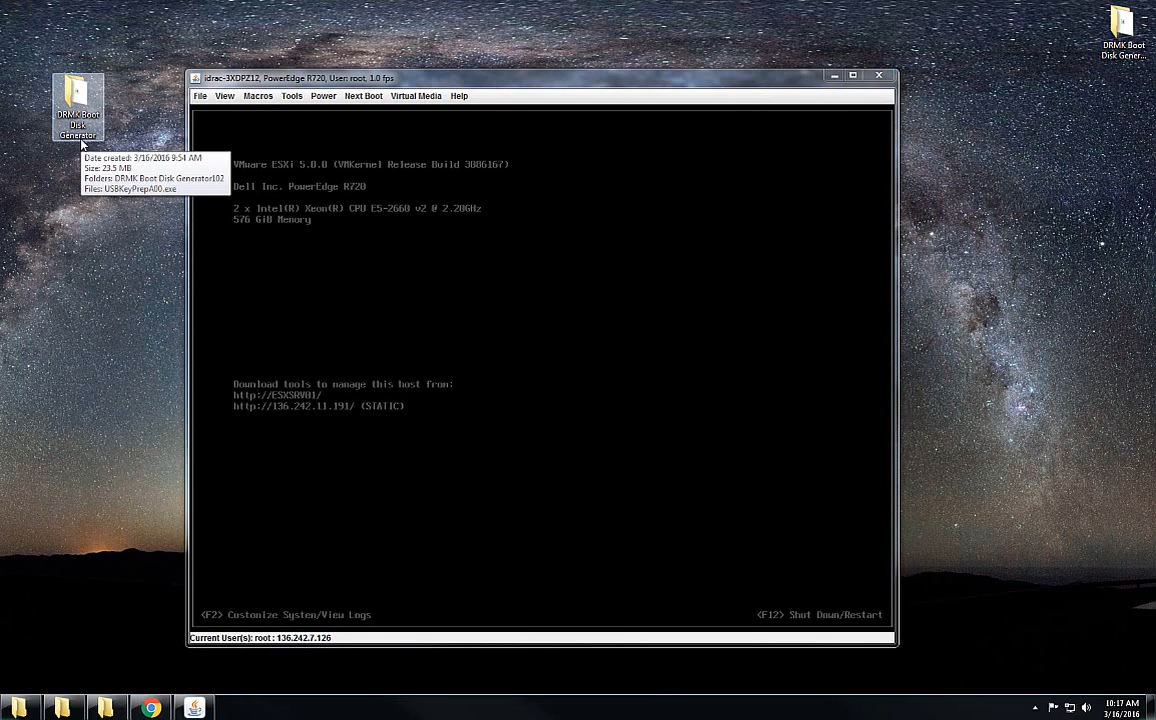 DRMK Boot
Disk Gener...
DRMK Boot
Disk
Generator
Date created: 3/16/2016 9:54 AM
Size: 23.5 MB
Folders: DRMK Boot Disk Generator102
Files: USBKeyPrepA00.exe
idrac-3XDPZ12, PowerEdge R720, User: root, 1.0 fps
File View Macros Tools Power Next Boot Virtual Media Help
VMware ESXi 5.0.0 (VMKernel Release Build 3086167)
Dell Inc. PowerEdge R720
2 x Intel(R) Xeon(R) CPU E5-2660 v2 @ 2.20GHz
576 GiB Memory
Download tools to manage this host from:
http://ESXSRV01/
http://136.242.11.191/ (STATIC)
<F2> Customize System/View Logs
<F12> Shut Down/Restart
Current User(s): root : 136.242.7.126
10:17 AM
3/16/2016